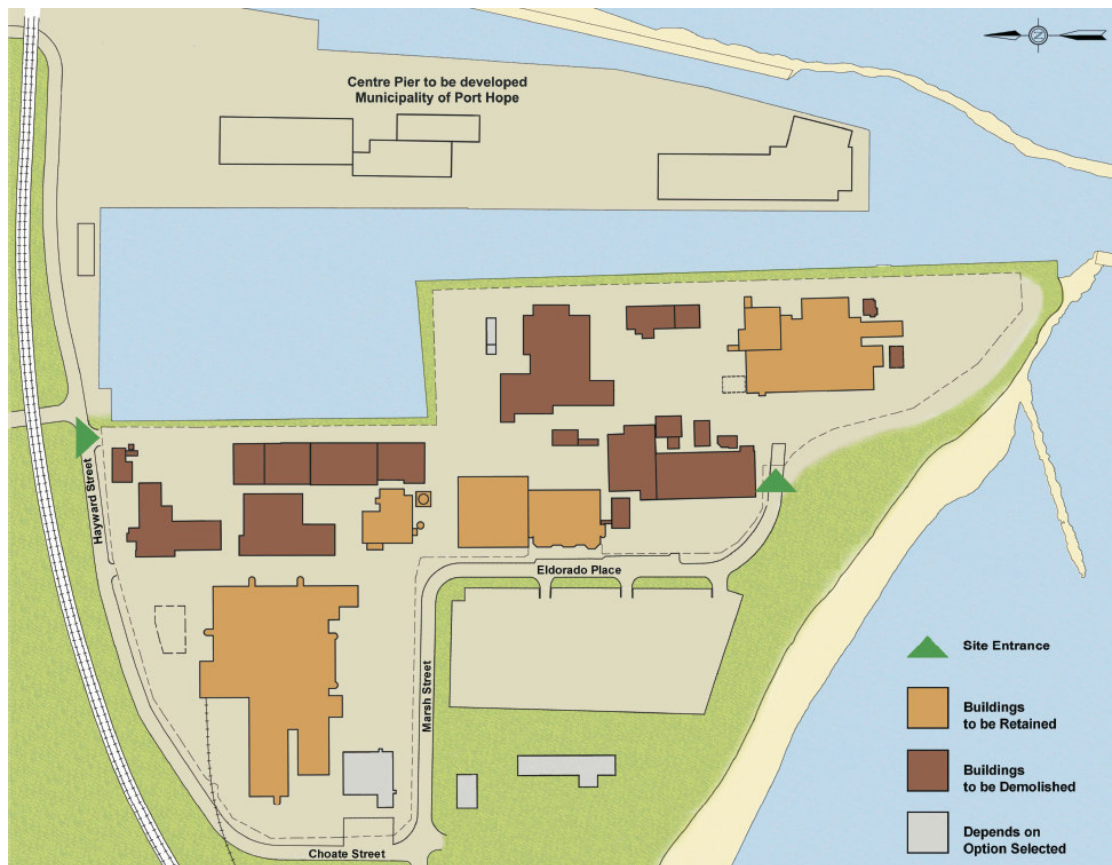 Centre Pier to be developed
Municipality of Port Hope
N
Hayward Street
Eldorado Place
Marsh Street
Choate Street
Site Entrance
Buildings
to be Retained
Buildings
to be Demolished
Depends on
Option Selected